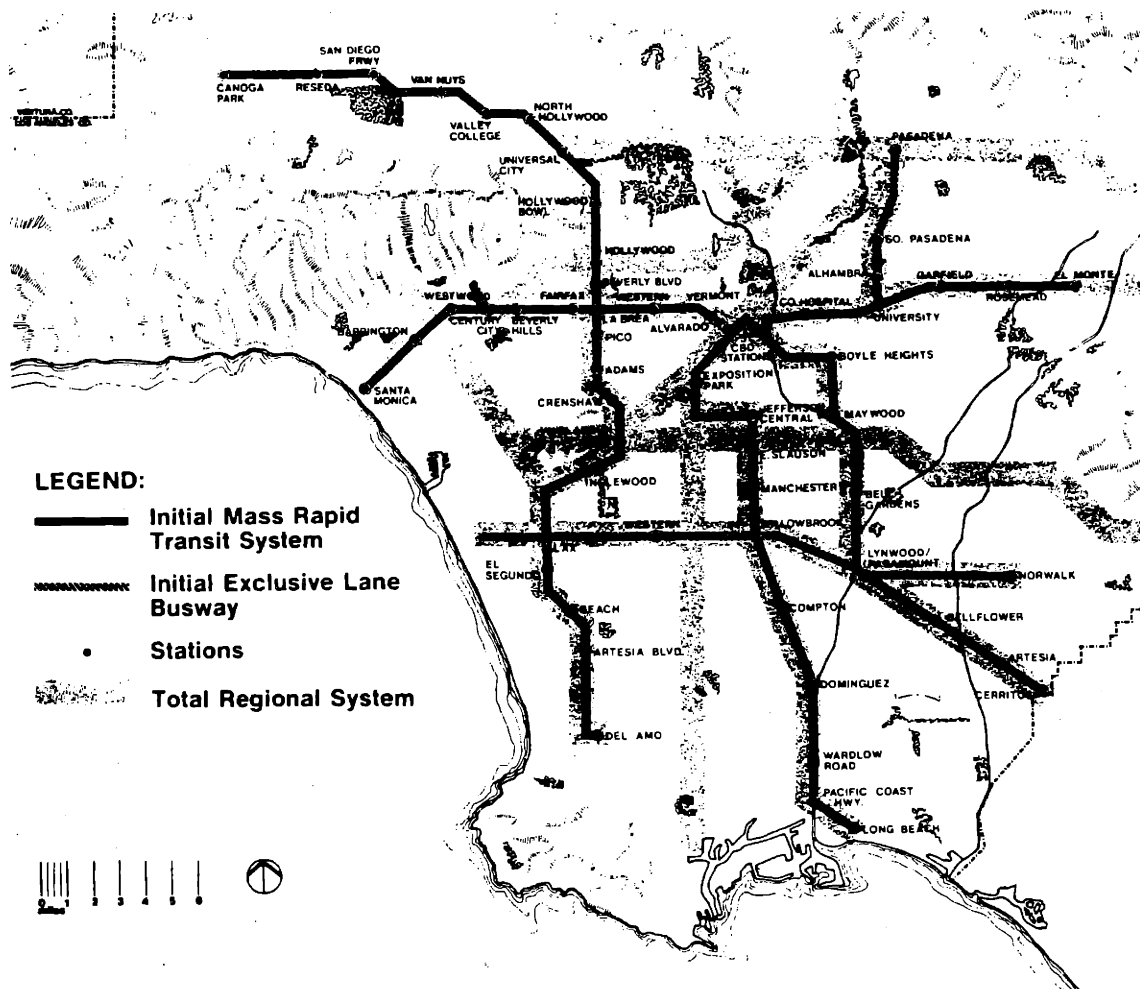 SAN DIEGO
FRWY
CANOGA
PARK
RESEDA
VAN NUYS
VALLEY
COLLEGE
NORTH
HOLLYWOOD
UNIVERSAL
CITY
HOLLYWOOD
BOWL
HOLLYWOOD
BEVERLY BLVD
PASADENA
SO. PASADENA
ALHAMBRA
GARFIELD
EL MONTE
ROSEMEAD
CO. HOSPITAL
UNIVERSITY
WESTWOOD
FAIRFAX
WESTERN
VERMONT
BARRINGTON
CENTURY
CITY
BEVERLY
HILLS
LA BREA
ALVARADO
PICO
CBD
STATION
BOYLE HEIGHTS
ADAMS
EXPOSITION
PARK
SANTA
MONICA
CRENSHAW
JEFFERSON
CENTRAL
MAYWOOD
SLAUSON
INGLEWOOD
MANCHESTER
BELL
GARDENS
WESTERN
WILLOWBROOK
LAX
LYNWOOD/
PARAMOUNT
EL
SEGUNDO
NORWALK
BEACH
COMPTON
BELLFLOWER
ARTESIA BLVD.
ARTESIA
DOMINGUEZ
CERRITOS
DEL AMO
WARDLOW
ROAD
PACIFIC COAST
HWY.
LONG BEACH
LEGEND:
Initial Mass Rapid
Transit System
Initial Exclusive Lane
Busway
Stations
Total Regional System
0 1 2 3 4 5 6
Miles